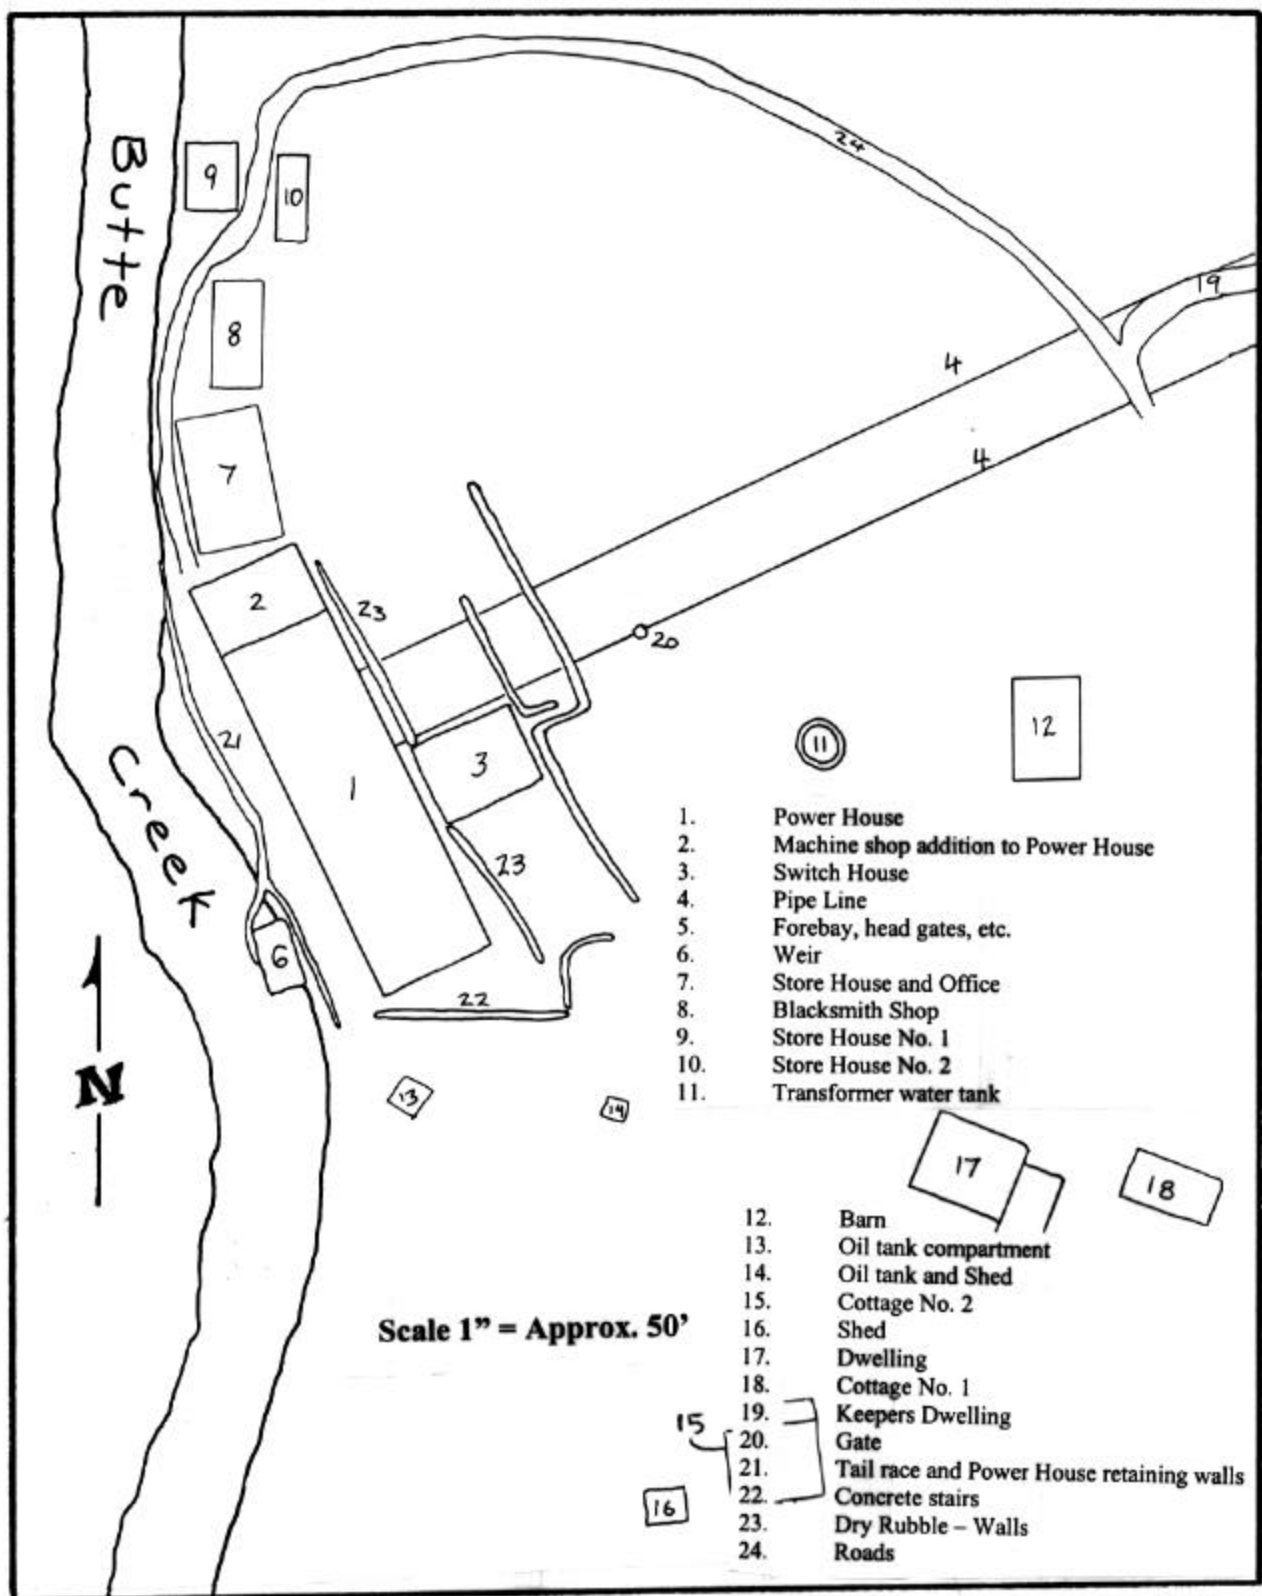 24
9
10
Butte
19
8
4
4
7
2
23
20
12
11
21
Creek
1
3
1. Power House
2. Machine shop addition to Power House
3. Switch House
4. Pipe Line
5. Forebay, head gates, etc.
6. Weir
7. Store House and Office
8. Blacksmith Shop
9. Store House No. 1
10. Store House No. 2
11. Transformer water tank
23
6
22
N
13
14
17
18
12. Barn
13. Oil tank compartment
14. Oil tank and Shed
15. Cottage No. 2
16. Shed
17. Dwelling
18. Cottage No. 1
19. Keepers Dwelling
20. Gate
21. Tail race and Power House retaining walls
22. Concrete stairs
23. Dry Rubble – Walls
24. Roads
Scale 1” = Approx. 50’
15
16